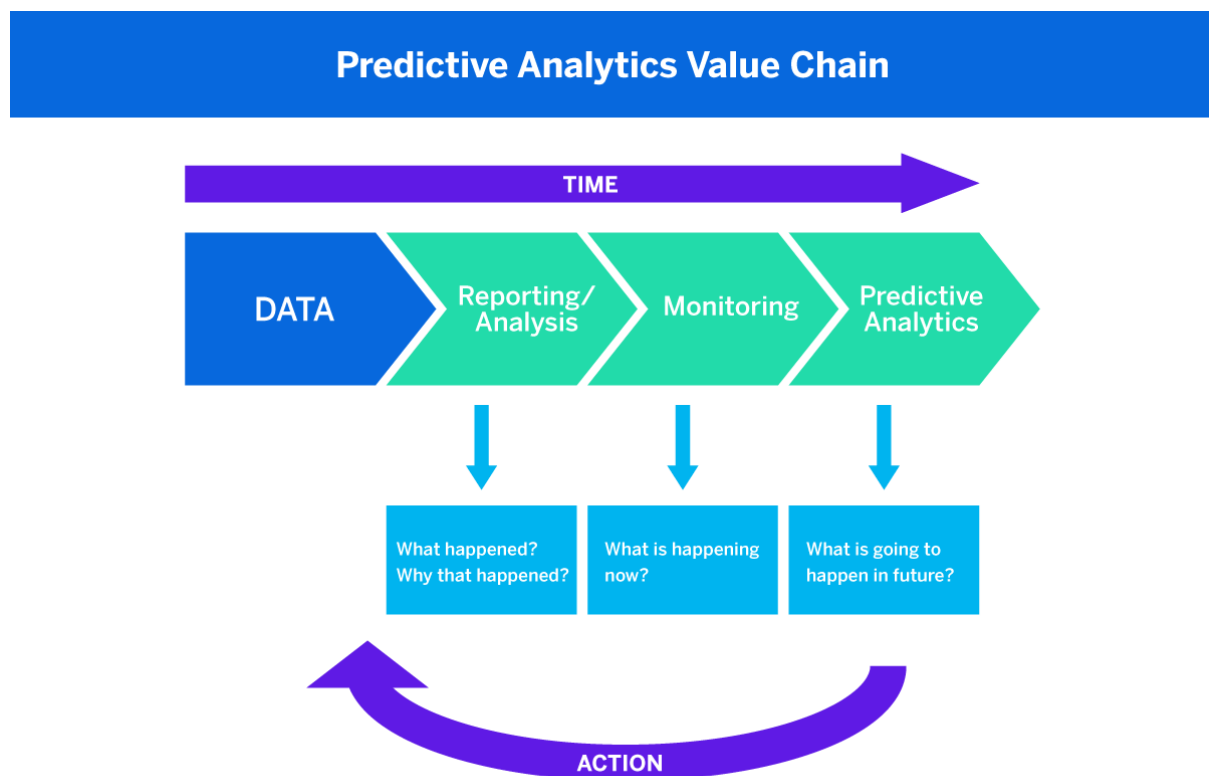 Predictive Analytics Value Chain
TIME
DATA
Reporting/
Analysis
Monitoring
Predictive
Analytics
What happened?
Why that happened?
What is happening
now?
What is going to
happen in future?
ACTION